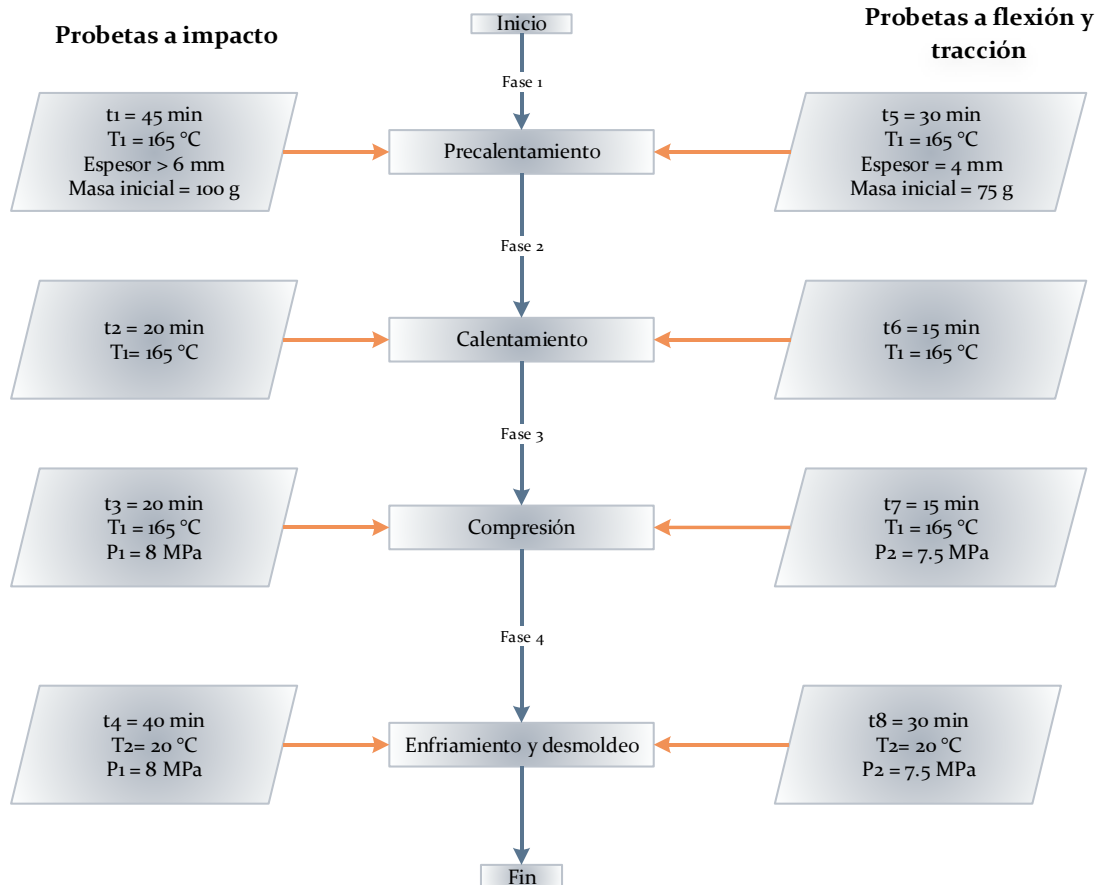 Probetas a impacto
Inicio
Probetas a flexión y
tracción
Fase 1
t1 = 45 min
T1 = 165 °C
Espesor > 6 mm
Masa inicial = 100 g
Precalentamiento
t5 = 30 min
T1 = 165 °C
Espesor = 4 mm
Masa inicial = 75 g
Fase 2
t2 = 20 min
T1= 165 °C
Calentamiento
t6 = 15 min
T1 = 165 °C
Fase 3
t3 = 20 min
T1 = 165 °C
P1 = 8 MPa
Compresión
t7 = 15 min
T1 = 165 °C
P2 = 7.5 MPa
Fase 4
t4 = 40 min
T2= 20 °C
P1 = 8 MPa
Enfriamiento y desmoldeo
t8 = 30 min
T2= 20 °C
P2 = 7.5 MPa
Fin